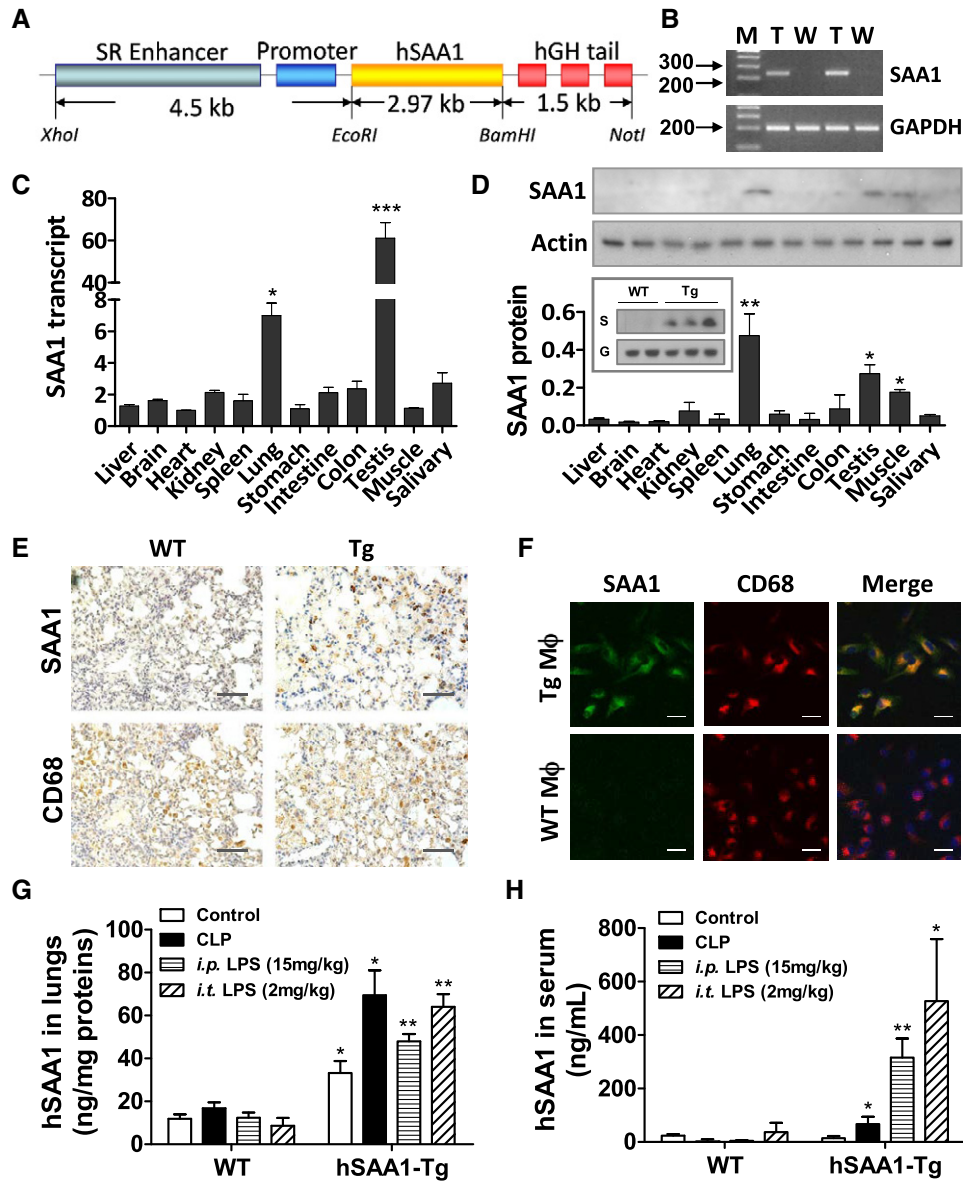 A
SR Enhancer Promoter hSAA1 hGH tail
4.5 kb 2.97 kb 1.5 kb
XhoI EcoRI BamHI NotI
B
M T W T W
300
200
SAA1
200
GAPDH
C
SAA1 transcript
80
60
40
8
6
4
2
0
* ***
Liver Brain Heart Kidney Spleen Lung Stomach Intestine Colon Testis Muscle Salivary
D
SAA1
Actin
SAA1 protein
0.6
0.4
0.2
0.0
WT Tg
S
G
** * *
Liver Brain Heart Kidney Spleen Lung Stomach Intestine Colon Testis Muscle Salivary
E
WT Tg
SAA1
CD68
F
SAA1 CD68 Merge
Tg Mϕ
WT Mϕ
G
hSAA1 in lungs
(ng/mg proteins)
100
80
60
40
20
0
Control
CLP
i.p. LPS (15mg/kg)
i.t. LPS (2mg/kg)
* * ** **
WT hSAA1-Tg
H
hSAA1 in serum
(ng/mL)
800
600
400
200
0
Control
CLP
i.p. LPS (15mg/kg)
i.t. LPS (2mg/kg)
* ** *
WT hSAA1-Tg